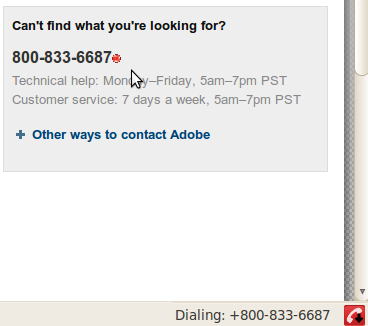 Can't find what you're looking for?
800-833-6687
Technical help: Monday–Friday, 5am–7pm PST
Customer service: 7 days a week, 5am–7pm PST
Other ways to contact Adobe
Dialing: +800-833-6687